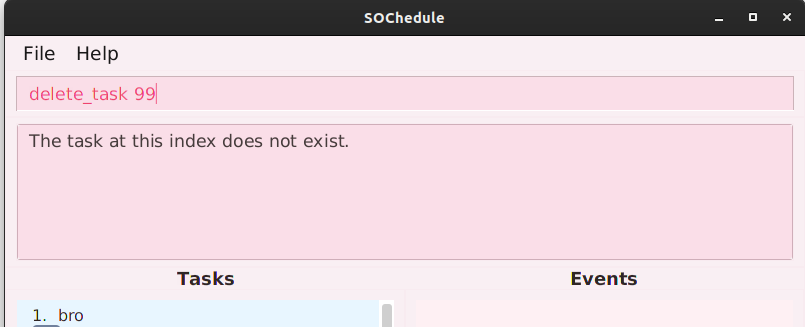 SOChedule
File Help
delete_task 99
The task at this index does not exist.
Tasks Events
1. bro